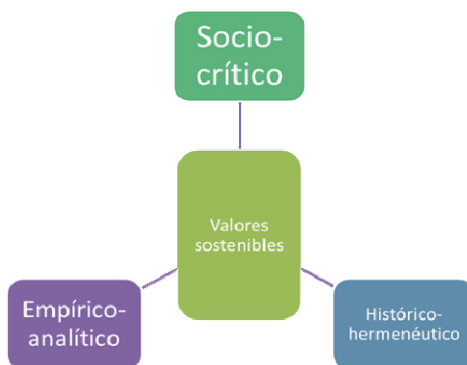 Socio-
crítico
Valores
sostenibles
Empírico-
analítico
Histórico-
hermenéutico